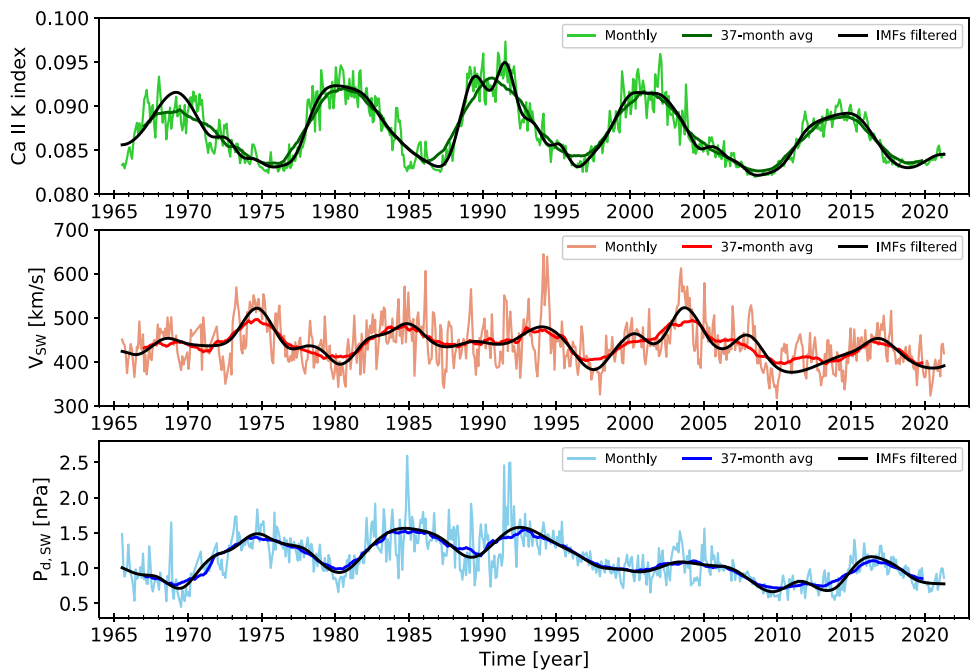 0.100
0.095
0.090
0.085
0.080
Ca II K index
Monthly 37-month avg IMFs filtered
1965 1970 1975 1980 1985 1990 1995 2000 2005 2010 2015 2020
700
600
500
400
300
VSW [km/s]
Monthly 37-month avg IMFs filtered
1965 1970 1975 1980 1985 1990 1995 2000 2005 2010 2015 2020
2.5
2.0
1.5
1.0
0.5
Pd,SW [nPa]
Monthly 37-month avg IMFs filtered
1965 1970 1975 1980 1985 1990 1995 2000 2005 2010 2015 2020
Time [year]